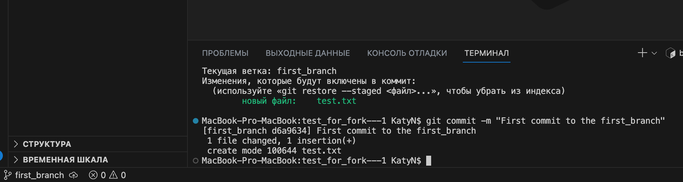 ПРОБЛЕМЫ ВЫХОДНЫЕ ДАННЫЕ КОНСОЛЬ ОТЛАДКИ ТЕРМИНАЛ
Текущая ветка: first_branch
Изменения, которые будут включены в коммит:
(используйте «git restore --staged <файл>...», чтобы убрать из индекса)
новый файл: test.txt
MacBook-Pro-MacBook:test_for_fork---1 KatyN$ git commit -m "First commit to the first_branch"
[first_branch d6a9634] First commit to the first_branch
1 file changed, 1 insertion(+)
create mode 100644 test.txt
MacBook-Pro-MacBook:test_for_fork---1 KatyN$
СТРУКТУРА
ВРЕМЕННАЯ ШКАЛА
first_branch 0 0